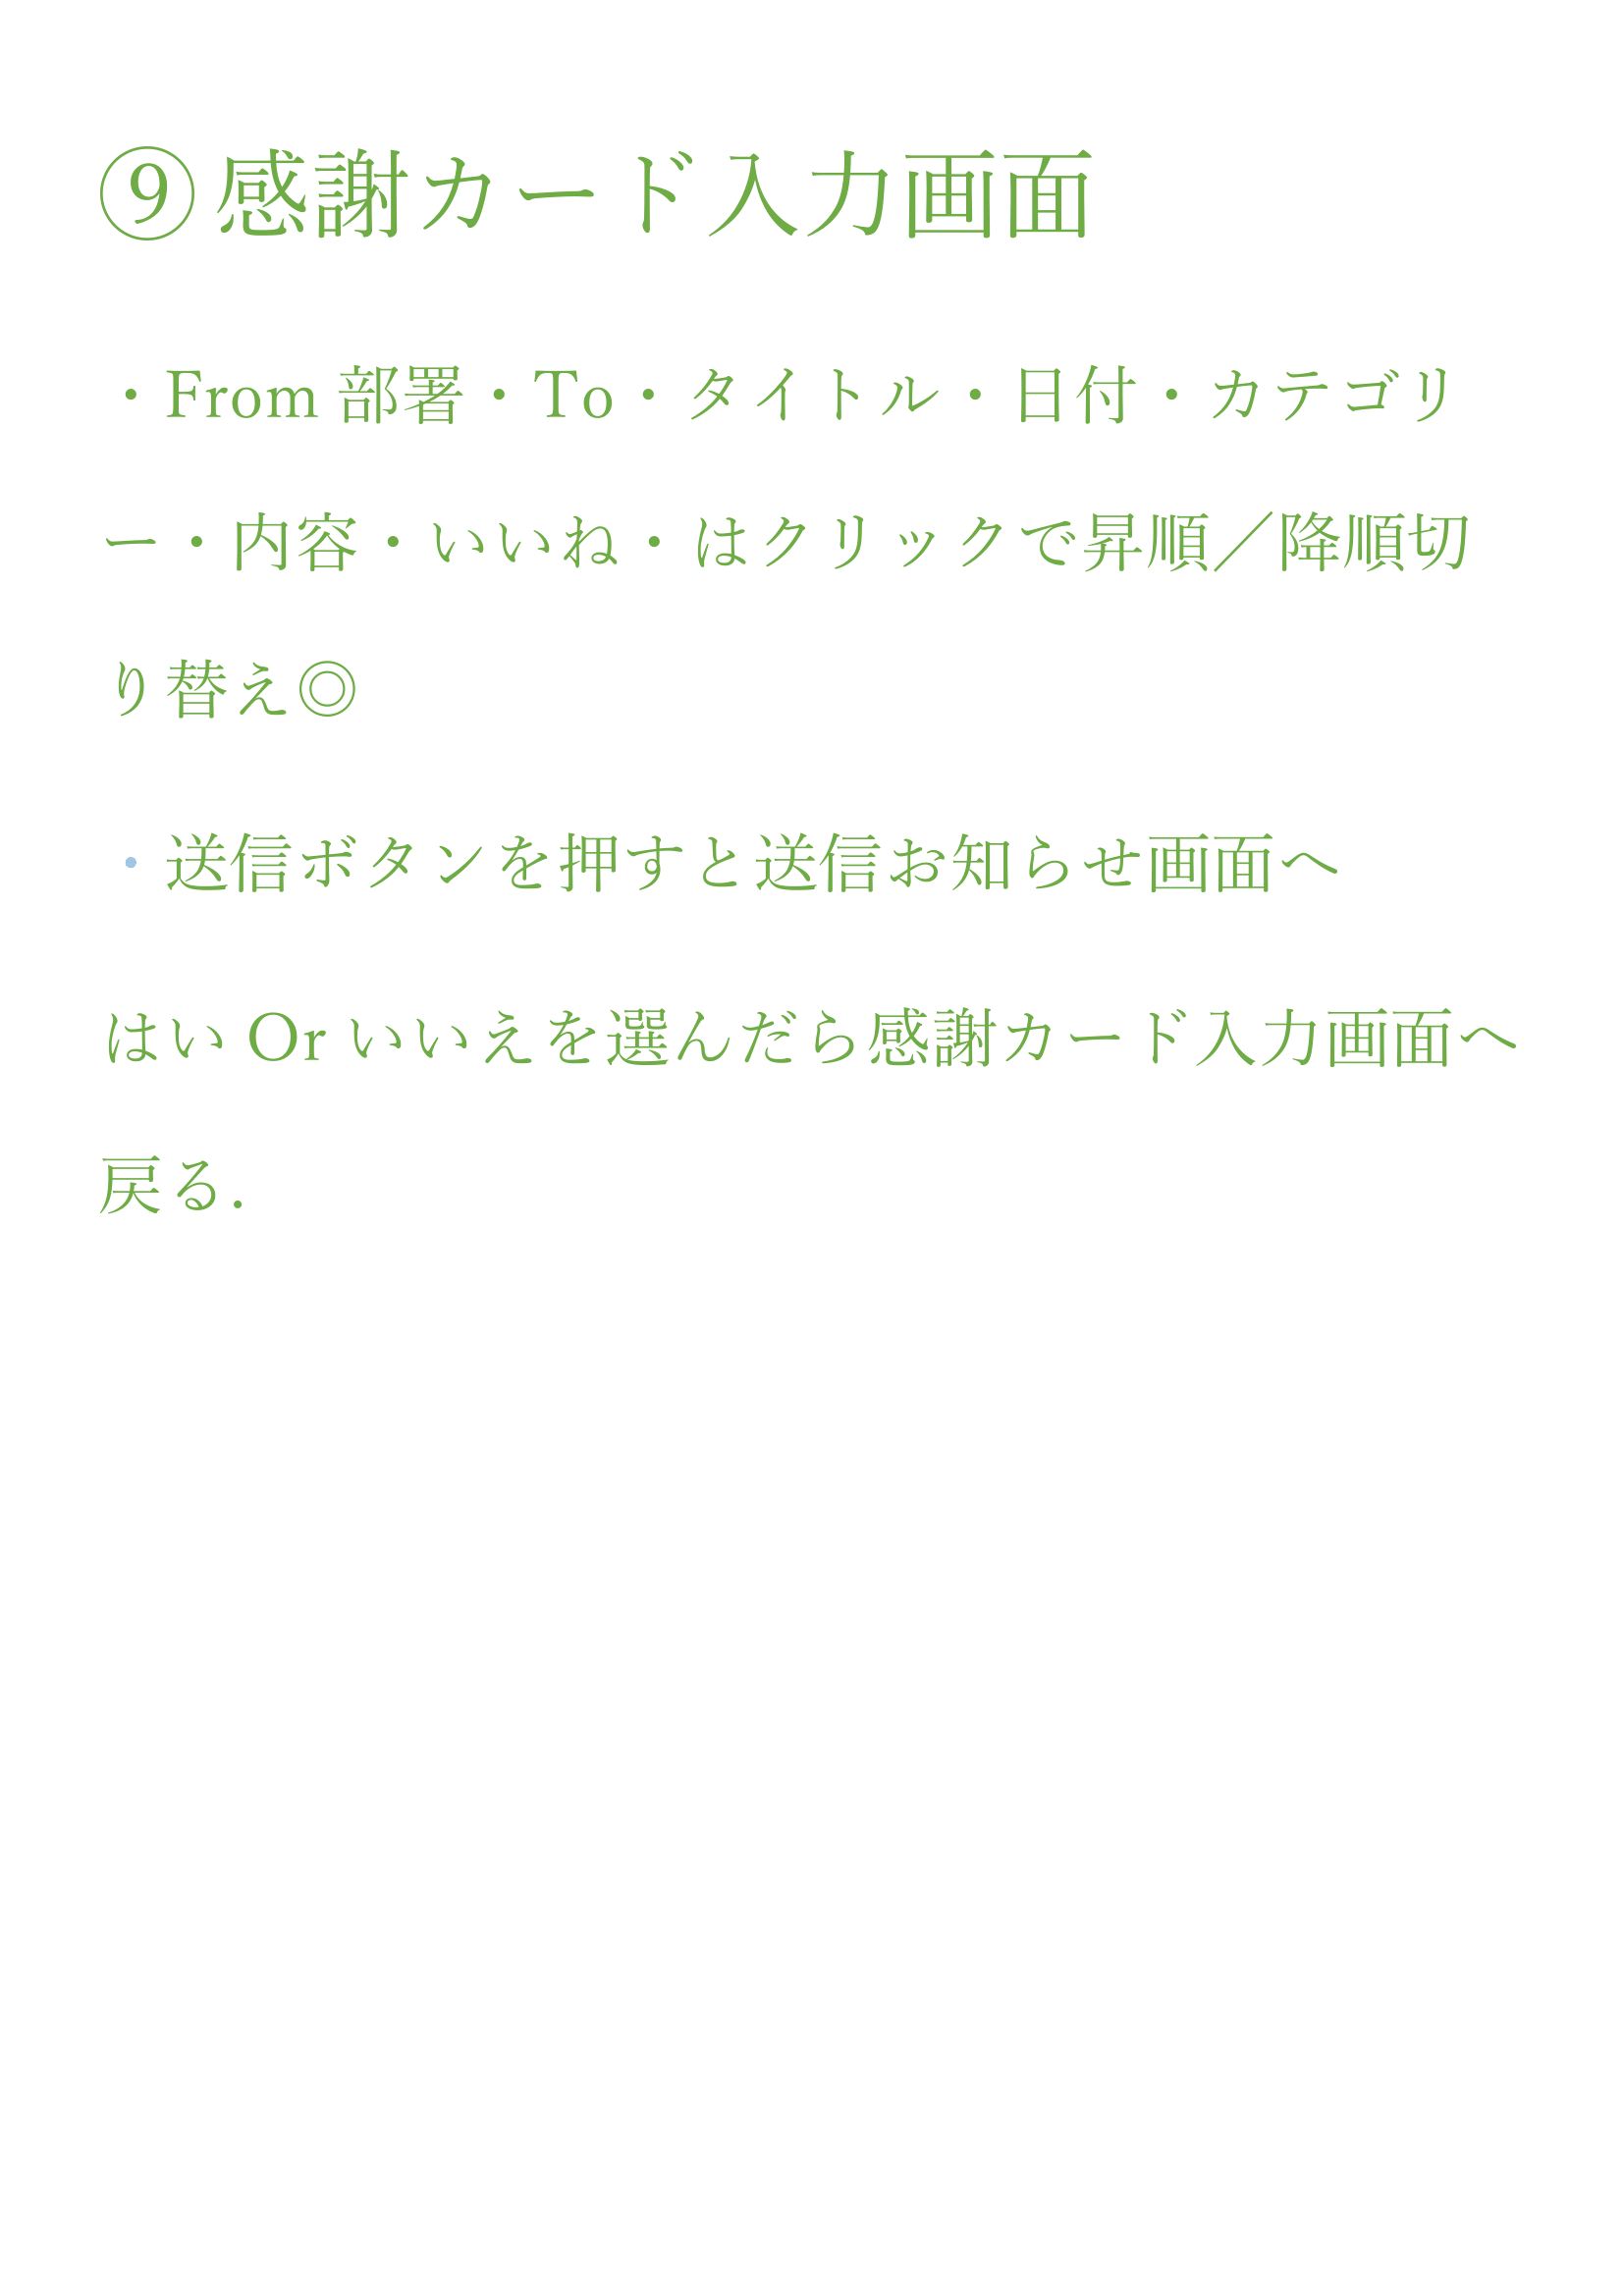 ⑨感謝カード入力画面
・From 部署・To・タイトル・日付・カテゴリ
ー・内容・いいね・はクリックで昇順／降順切
り替え◎
・送信ボタンを押すと送信お知らせ画面へ
はい Or いいえを選んだら感謝カード入力画面へ
戻る．